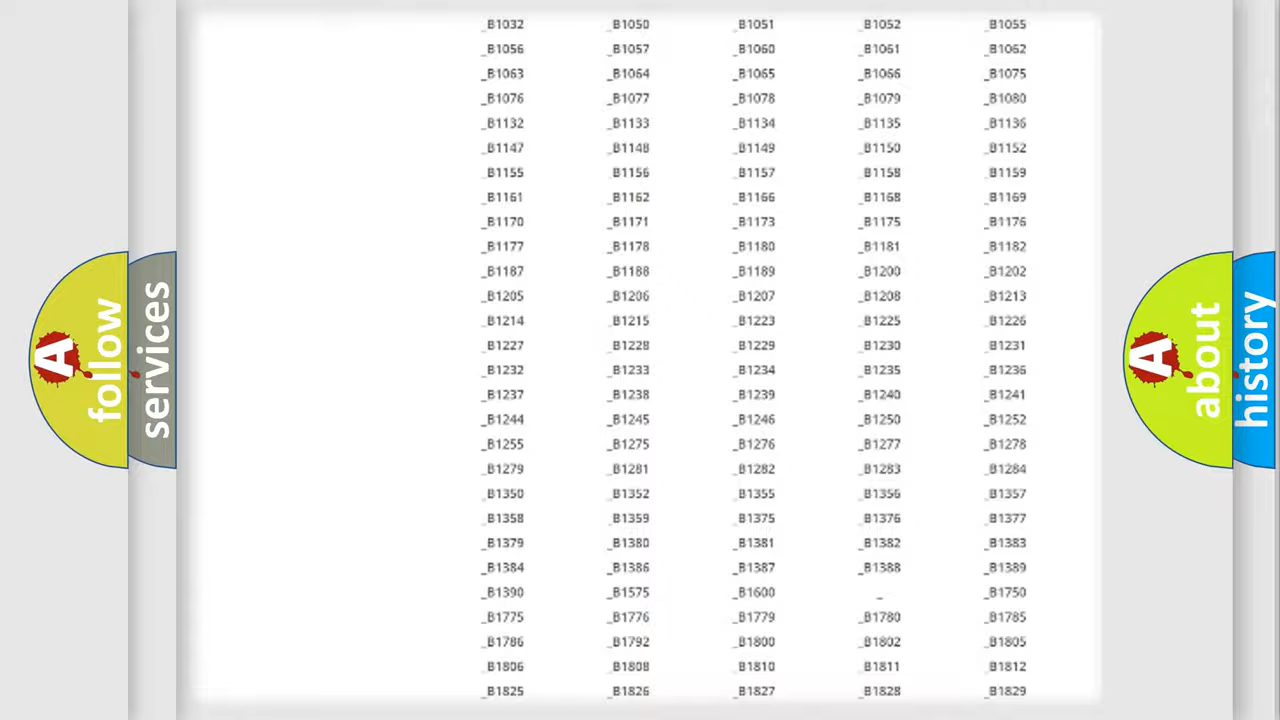 _B1032 _B1050 _B1051 _B1052 _B1055
_B1056 _B1057 _B1060 _B1061 _B1062
_B1063 _B1064 _B1065 _B1066 _B1075
_B1076 _B1077 _B1078 _B1079 _B1080
_B1132 _B1133 _B1134 _B1135 _B1136
_B1147 _B1148 _B1149 _B1150 _B1152
_B1155 _B1156 _B1157 _B1158 _B1159
_B1161 _B1162 _B1166 _B1168 _B1169
_B1170 _B1171 _B1173 _B1175 _B1176
_B1177 _B1178 _B1180 _B1181 _B1182
_B1187 _B1188 _B1189 _B1200 _B1202
_B1205 _B1206 _B1207 _B1208 _B1213
_B1214 _B1215 _B1223 _B1225 _B1226
_B1227 _B1228 _B1229 _B1230 _B1231
_B1232 _B1233 _B1234 _B1235 _B1236
_B1237 _B1238 _B1239 _B1240 _B1241
_B1244 _B1245 _B1246 _B1250 _B1252
_B1255 _B1275 _B1276 _B1277 _B1278
_B1279 _B1281 _B1282 _B1283 _B1284
_B1350 _B1352 _B1355 _B1356 _B1357
_B1358 _B1359 _B1375 _B1376 _B1377
_B1379 _B1380 _B1381 _B1382 _B1383
_B1384 _B1386 _B1387 _B1388 _B1389
_B1390 _B1575 _B1600 _ _B1750
_B1775 _B1776 _B1779 _B1780 _B1785
_B1786 _B1792 _B1800 _B1802 _B1805
_B1806 _B1808 _B1810 _B1811 _B1812
_B1825 _B1826 _B1827 _B1828 _B1829
A follow
services
A about
history